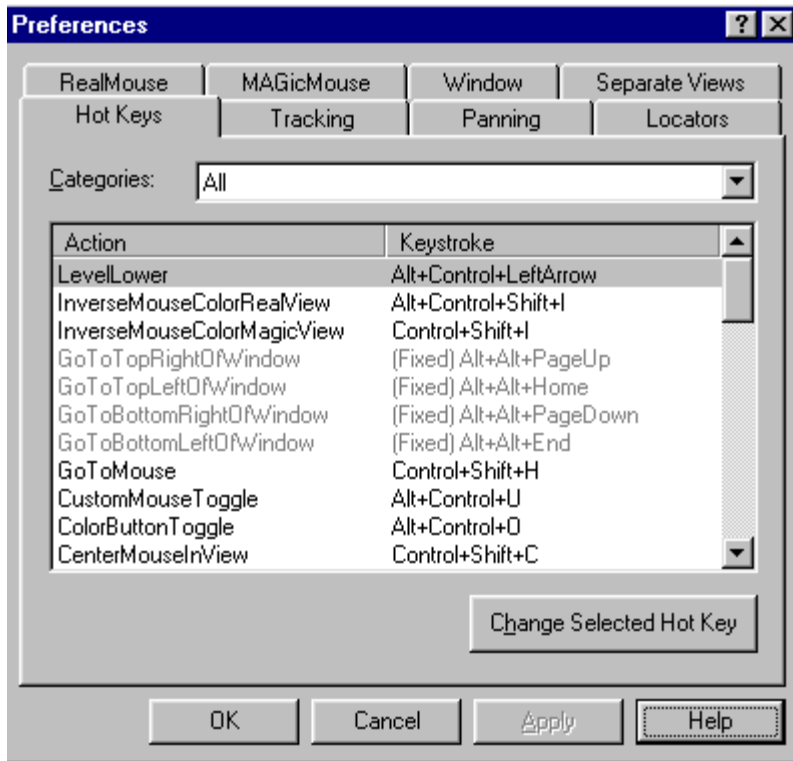 Preferences
RealMouse MAGicMouse Window Separate Views
Hot Keys Tracking Panning Locators
Categories: All
Action Keystroke
LevelLower Alt+Control+LeftArrow
InverseMouseColorRealView Alt+Control+Shift+I
InverseMouseColorMagicView Control+Shift+I
GoToTopRightOfWindow (Fixed) Alt+Alt+PageUp
GoToTopLeftOfWindow (Fixed) Alt+Alt+Home
GoToBottomRightOfWindow (Fixed) Alt+Alt+PageDown
GoToBottomLeftOfWindow (Fixed) Alt+Alt+End
GoToMouse Control+Shift+H
CustomMouseToggle Alt+Control+U
ColorButtonToggle Alt+Control+O
CenterMouseInView Control+Shift+C
Change Selected Hot Key
OK Cancel Apply Help